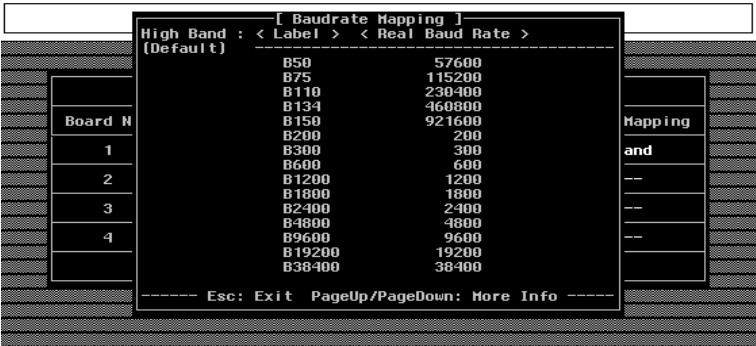 [ Baudrate Mapping ]
High Band : < Label > < Real Baud Rate >
(Default) --------------------------------------
B50 57600
B75 115200
B110 230400
B134 460800
Board N B150 921600 Mapping
B200 200
1 B300 300 and
B600 600
2 B1200 1200 --
B1800 1800
3 B2400 2400 --
B4800 4800
4 B9600 9600 --
B19200 19200
B38400 38400
------ Esc: Exit PageUp/PageDown: More Info -----